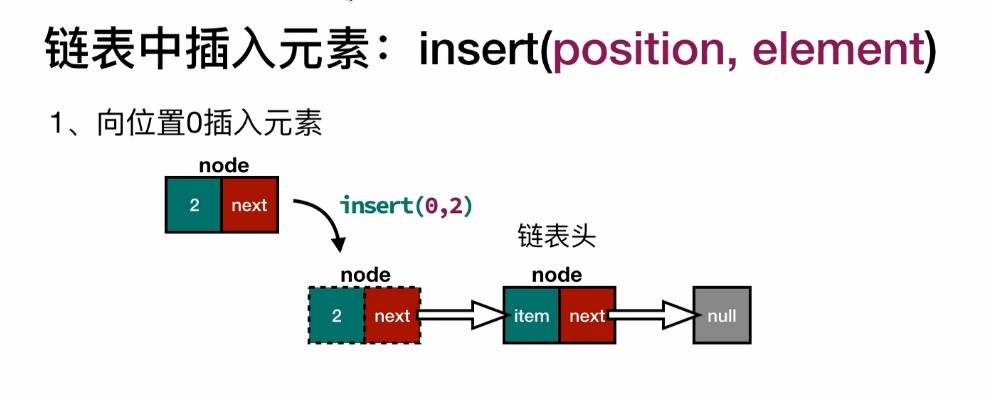 链表中插入元素：insert(position, element)
1、向位置0插入元素
node
2 next
insert(0,2)
链表头
node node
2 next item next null